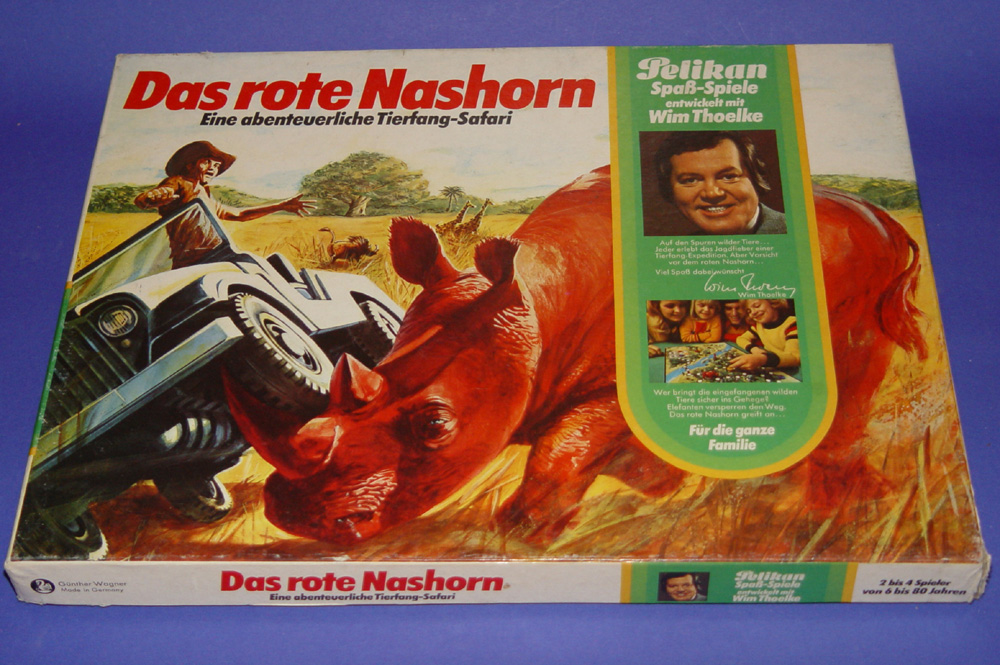 Das rote Nashorn
Eine abenteuerliche Tierfang-Safari
Pelikan
Spaß-Spiele
entwickelt mit
Wim Thoelke
Auf den Spuren wilder Tiere...
Jeder erlebt das Jagdfieber einer
Tierfang-Expedition. Aber Vorsicht
vor dem roten Nashorn...
Viel Spaß dabei wünscht
Wim Thoelke
Wim Thoelke
Wer bringt die eingefangenen wilden
Tiere sicher ins Gehege?
Elefanten versperren den Weg.
Das rote Nashorn greift an...
Für die ganze
Familie
Günther Wagner
Made in Germany
Das rote Nashorn
Eine abenteuerliche Tierfang-Safari
Pelikan
Spaß-Spiele
entwickelt mit
Wim Thoelke
2 bis 4 Spieler
von 6 bis 80 Jahren